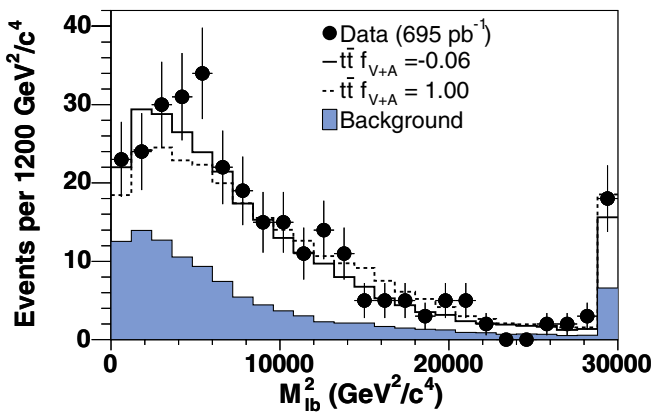 Events per 1200 GeV²/c⁴
40
30
20
10
0
Data (695 pb⁻¹)
tt̄ f_V+A =-0.06
tt̄ f_V+A = 1.00
Background
0 10000 20000 30000
M²_lb (GeV²/c⁴)